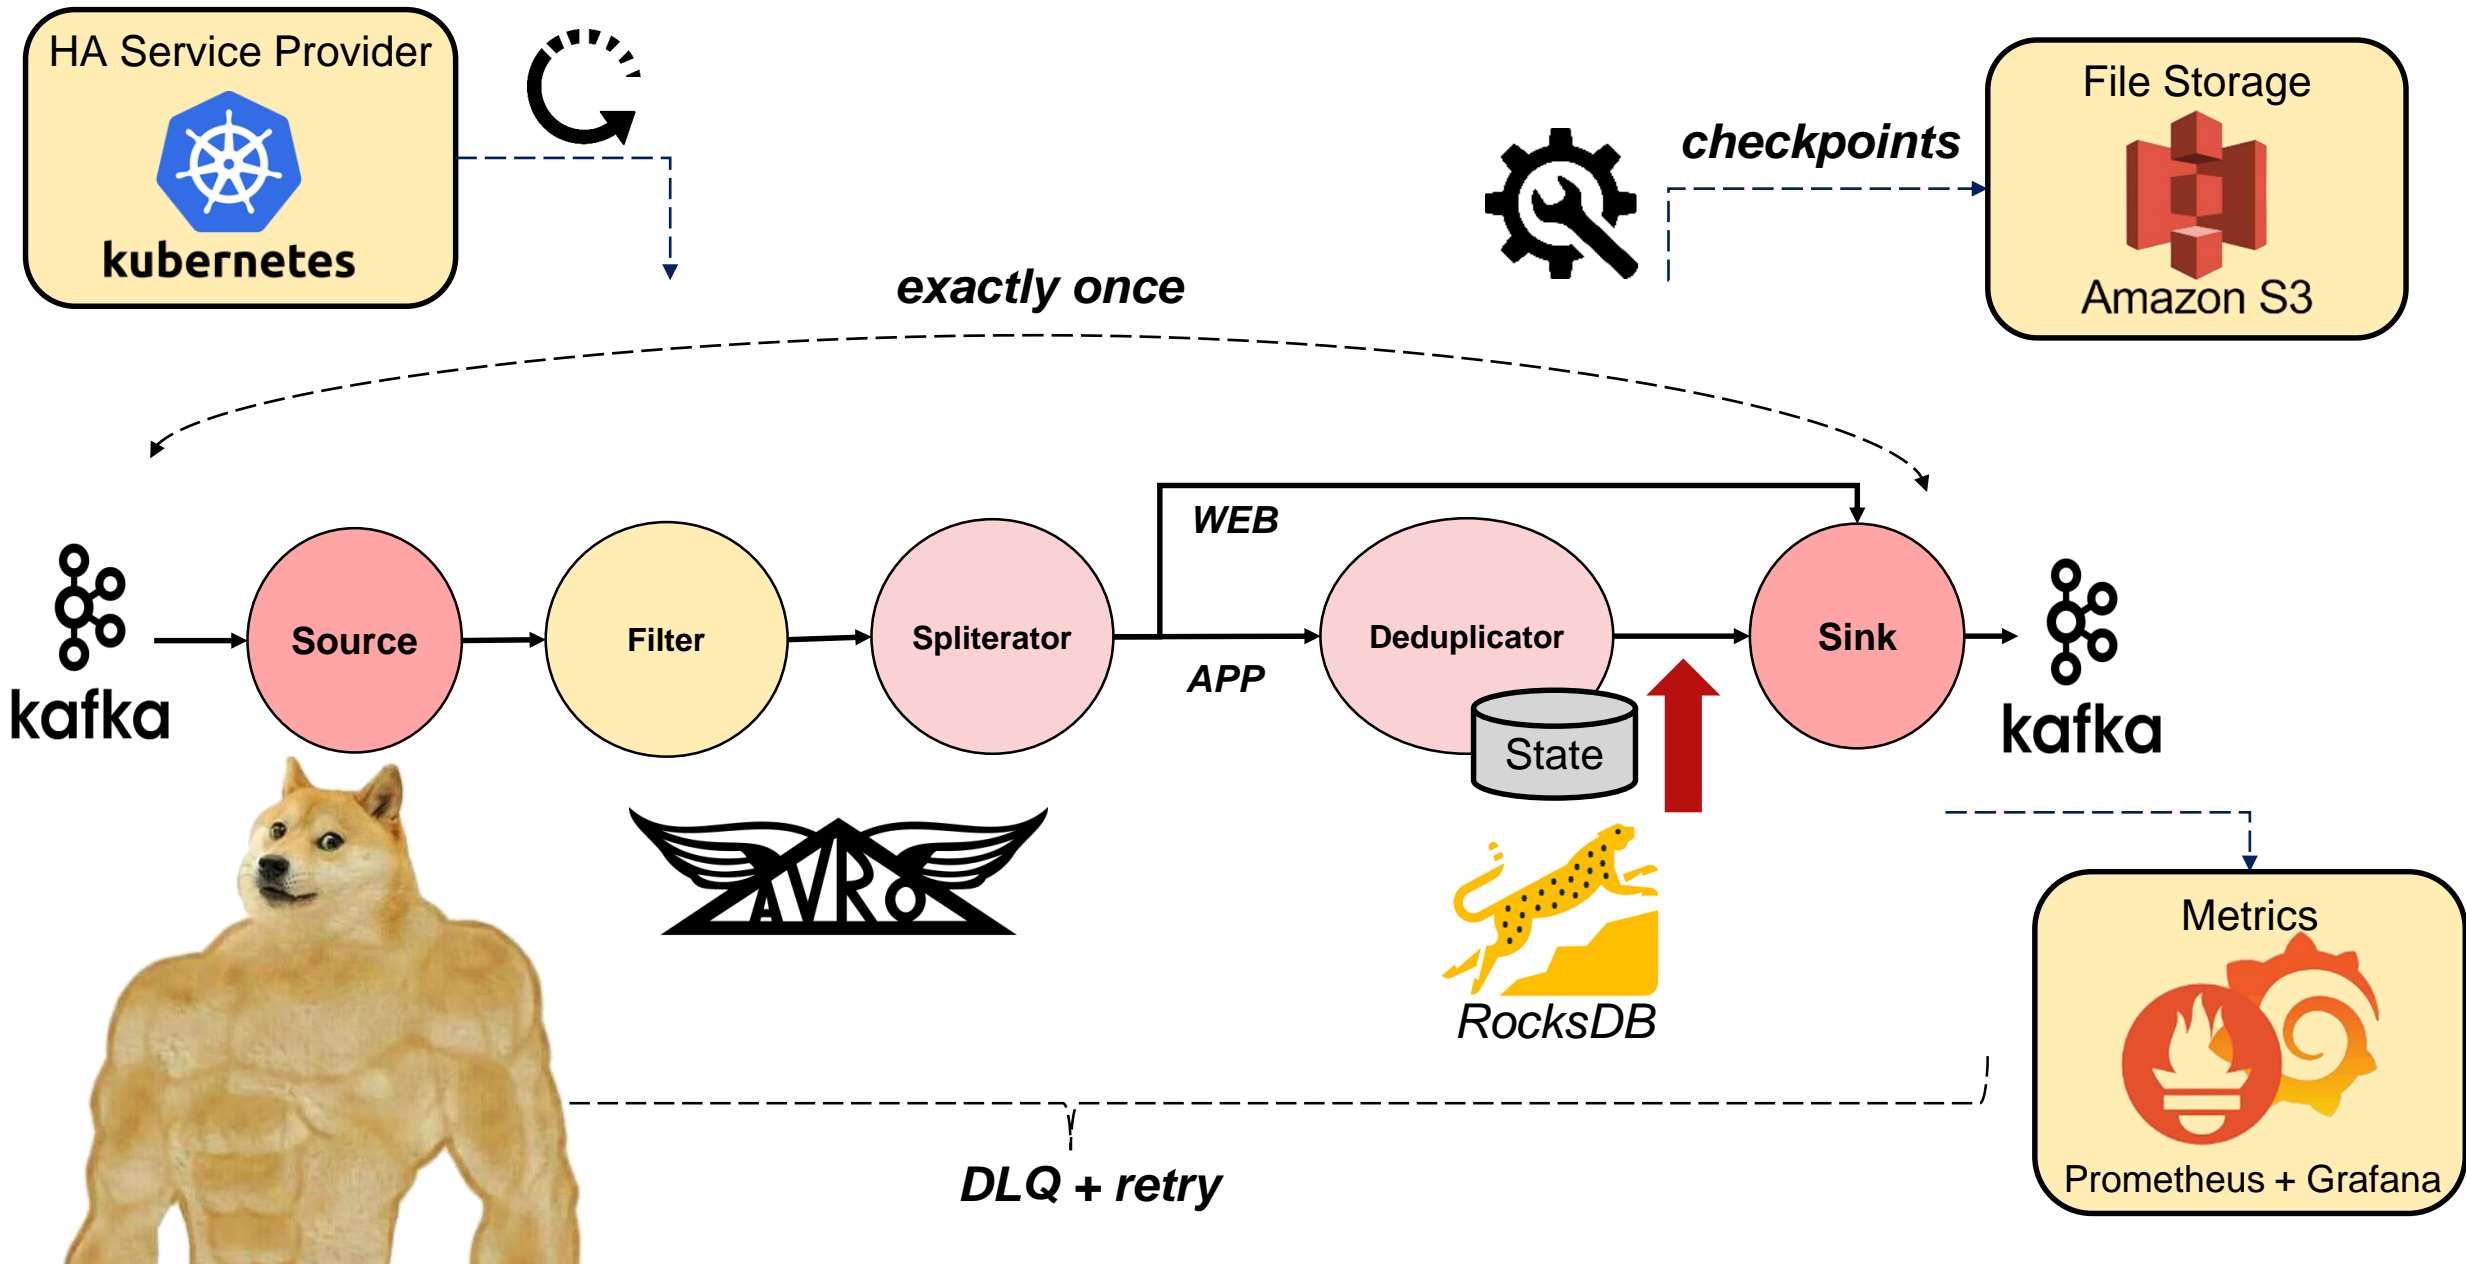 HA Service Provider
kubernetes
File Storage
Amazon S3
checkpoints
exactly once
WEB
APP
kafka
Source
Filter
Spliterator
Deduplicator
State
Sink
kafka
AVRO
RocksDB
Metrics
Prometheus + Grafana
DLQ + retry